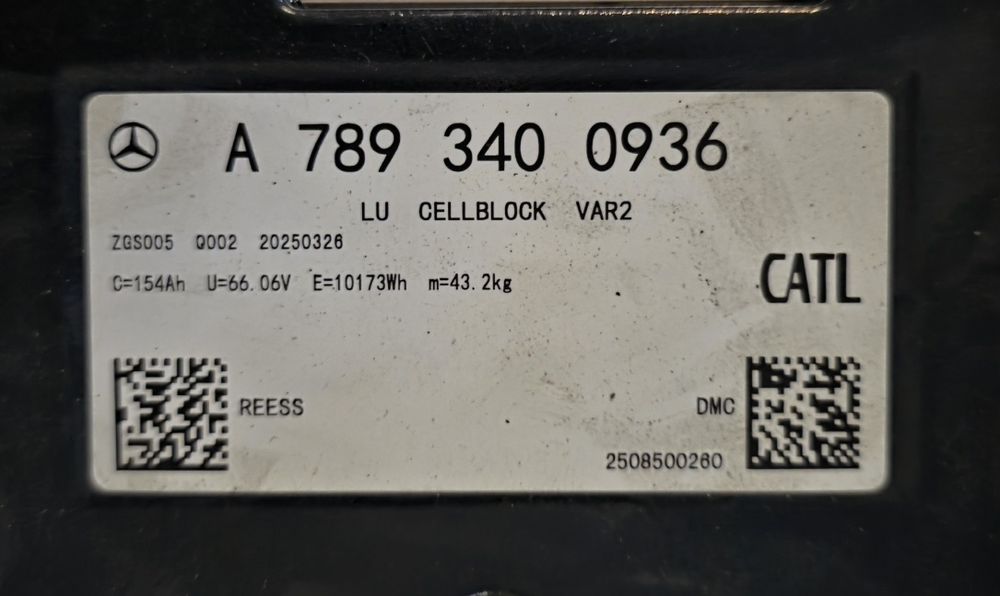 A 789 340 0936
LU CELLBLOCK VAR2
ZGS005 Q002 20250326
C=154Ah U=66.06V E=10173Wh m=43.2kg
CATL
REESS
DMC
2508500260